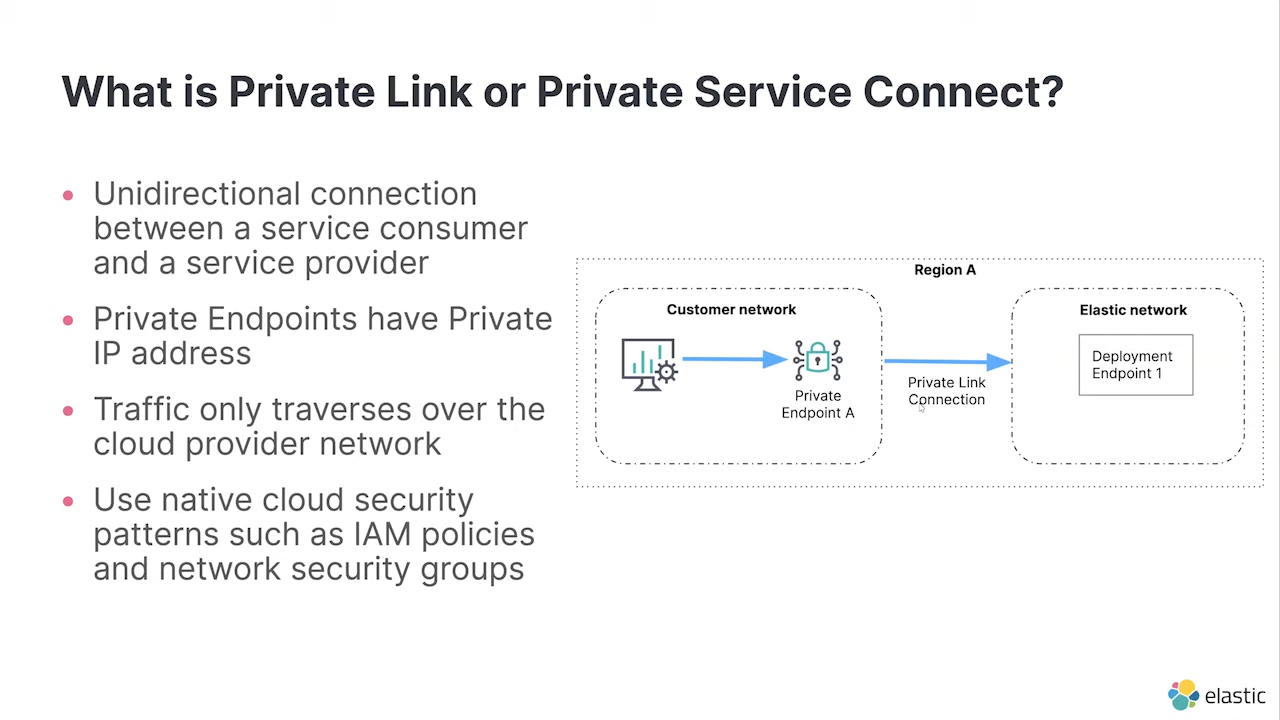 What is Private Link or Private Service Connect?
• Unidirectional connection
between a service consumer
and a service provider
• Private Endpoints have Private
IP address
• Traffic only traverses over the
cloud provider network
• Use native cloud security
patterns such as IAM policies
and network security groups
Region A
Customer network
Private
Endpoint A
Private Link
Connection
Elastic network
Deployment
Endpoint 1
elastic